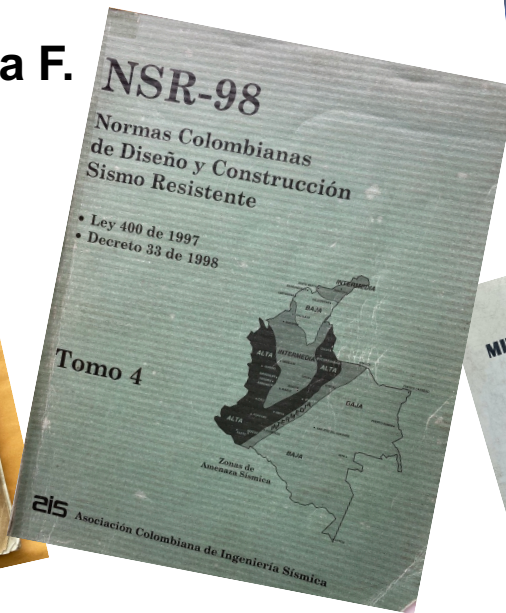 a F.
NSR-98
Normas Colombianas
de Diseño y Construcción
Sismo Resistente
• Ley 400 de 1997
• Decreto 33 de 1998
INTERMEDIA
BAJA
ALTA
INTERMEDIA
ALTA
BAJA
ALTA
BAJA
Tomo 4
Zonas de
Amenaza Sísmica
ais Asociación Colombiana de Ingeniería Sísmica
MI